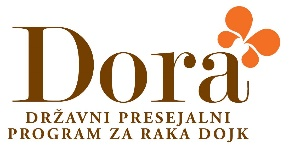 Dora
DRŽAVNI PRESEJALNI
PROGRAM ZA RAKA DOJK